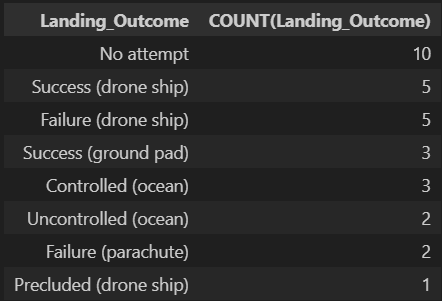 Landing_Outcome COUNT(Landing_Outcome)
No attempt 10
Success (drone ship) 5
Failure (drone ship) 5
Success (ground pad) 3
Controlled (ocean) 3
Uncontrolled (ocean) 2
Failure (parachute) 2
Precluded (drone ship) 1